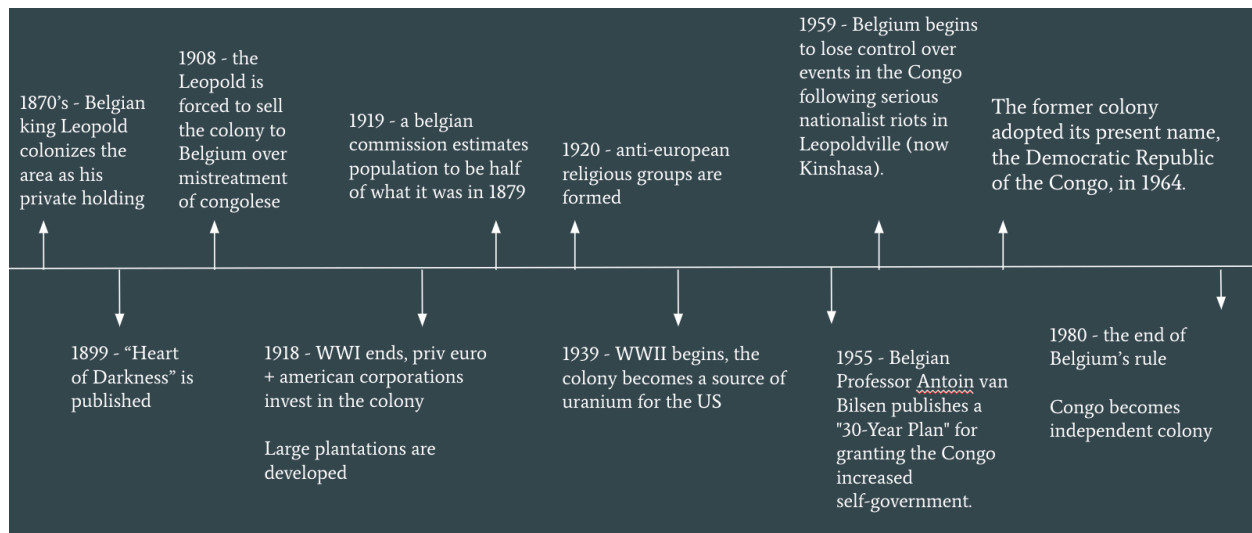 1870's - Belgian
king Leopold
colonizes the
area as his
private holding
1899 - “Heart
of Darkness” is
published
1908 - the
Leopold is
forced to sell
the colony to
Belgium over
mistreatment
of congolese
1918 - WWI ends, priv euro
+ american corporations
invest in the colony
Large plantations are
developed
1919 - a belgian
commission estimates
population to be half
of what it was in 1879
1920 - anti-european
religious groups are
formed
1939 - WWII begins, the
colony becomes a source of
uranium for the US
1955 - Belgian
Professor Antoin van
Bilsen publishes a
"30-Year Plan" for
granting the Congo
increased
self-government.
1959 - Belgium begins
to lose control over
events in the Congo
following serious
nationalist riots in
Leopoldville (now
Kinshasa).
The former colony
adopted its present name,
the Democratic Republic
of the Congo, in 1964.
1980 - the end of
Belgium's rule
Congo becomes
independent colony